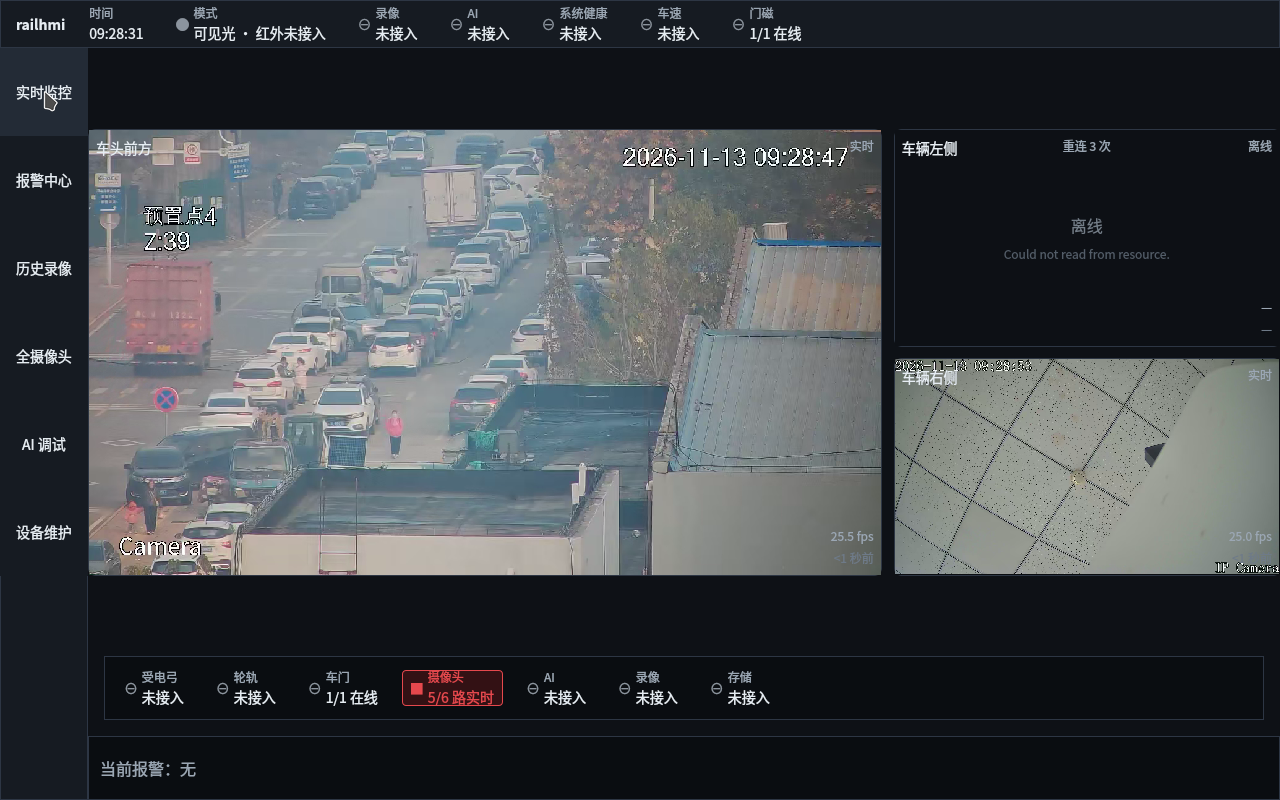 railhmi
时间
09:28:31
模式
可见光 · 红外未接入
录像
未接入
AI
未接入
系统健康
未接入
车速
未接入
门磁
1/1 在线
实时监控
报警中心
历史录像
全摄像头
AI 调试
设备维护
车头前方
2026-11-13 09:28:47
实时
预置点4
Z:39
Camera
25.5 fps
<1 秒前
车辆左侧
重连 3 次
离线
离线
Could not read from resource.
—
—
2026-11-13 09:28:53
车辆右侧
实时
25.0 fps
IP Camera
受电弓
未接入
轮轨
未接入
车门
1/1 在线
摄像头
5/6 路实时
AI
未接入
录像
未接入
存储
未接入
当前报警：无